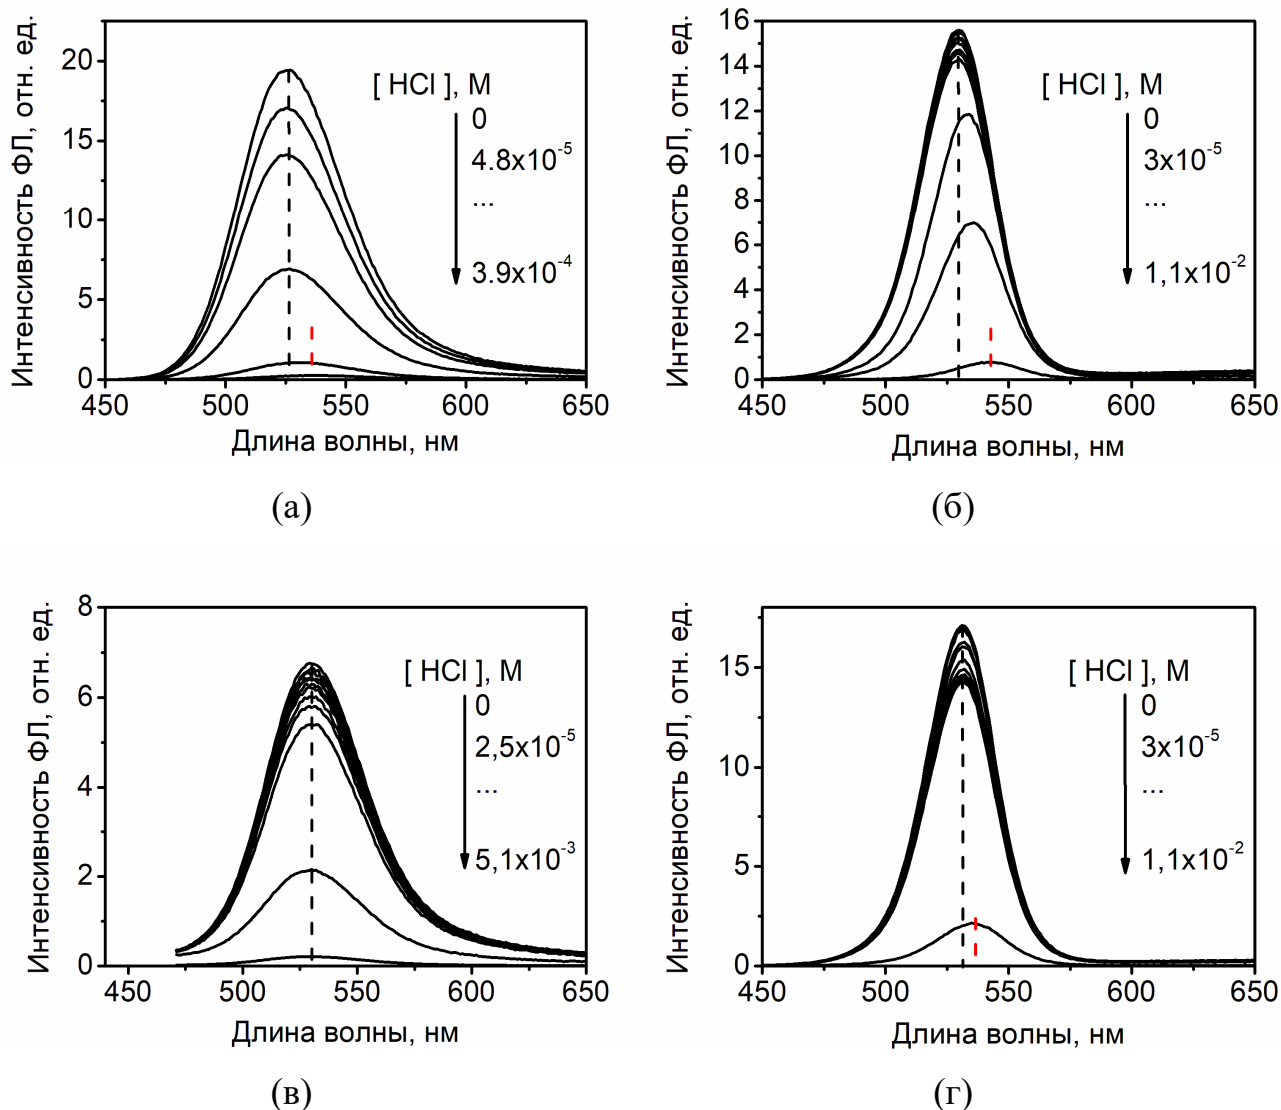 Интенсивность ФЛ, отн. ед.
20
15
10
5
0
[ HCl ], M
0
4.8x10-5
...
3.9x10-4
450 500 550 600 650
Длина волны, нм
(а)
Интенсивность ФЛ, отн. ед.
16
14
12
10
8
6
4
2
0
[ HCl ], M
0
3x10-5
...
1,1x10-2
450 500 550 600 650
Длина волны, нм
(б)
Интенсивность ФЛ, отн. ед.
8
6
4
2
0
[ HCl ], M
0
2,5x10-5
...
5,1x10-3
450 500 550 600 650
Длина волны, нм
(в)
Интенсивность ФЛ, отн. ед.
15
10
5
0
[ HCl ], M
0
3x10-5
...
1,1x10-2
450 500 550 600 650
Длина волны, нм
(г)